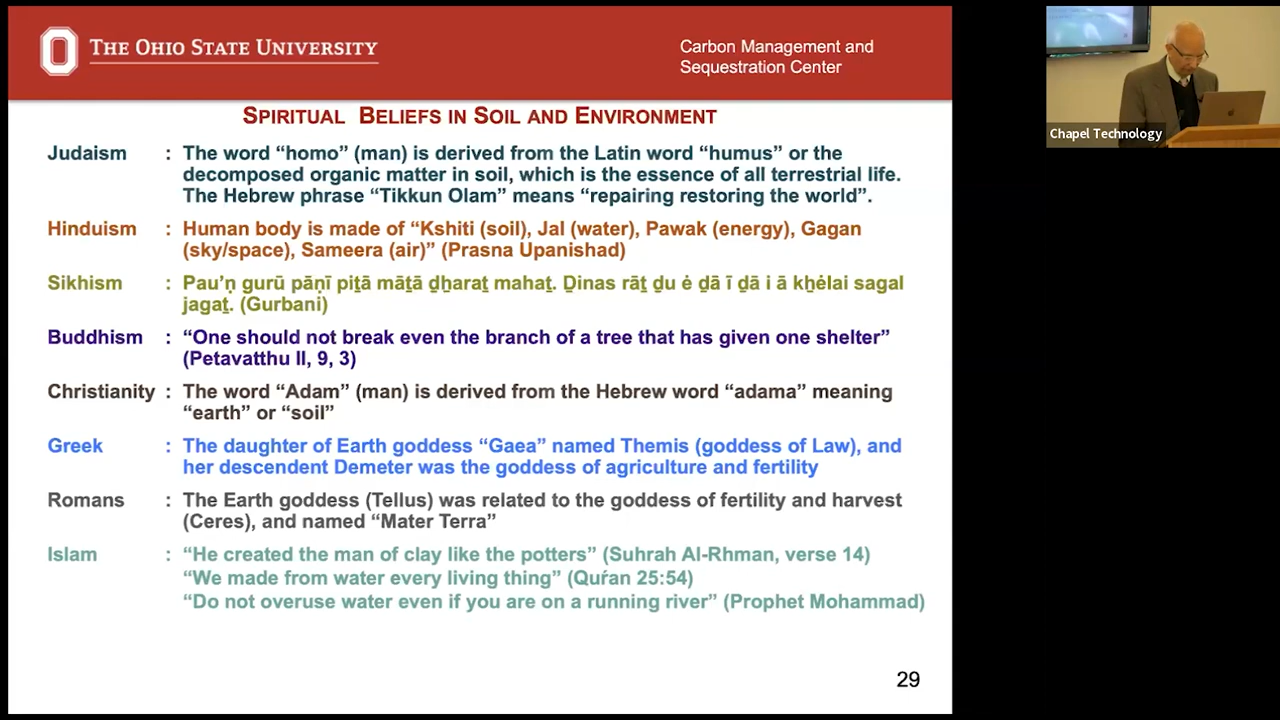 THE OHIO STATE UNIVERSITY
Carbon Management and
Sequestration Center
SPIRITUAL BELIEFS IN SOIL AND ENVIRONMENT
Judaism : The word “homo” (man) is derived from the Latin word “humus” or the
decomposed organic matter in soil, which is the essence of all terrestrial life.
The Hebrew phrase “Tikkun Olam” means “repairing restoring the world”.
Hinduism : Human body is made of “Kshiti (soil), Jal (water), Pawak (energy), Gagan
(sky/space), Sameera (air)” (Prasna Upanishad)
Sikhism : Pau’ṇ gurū pāṇī piṯā māṯā ḏẖaraṯ mahaṯ. Ḏinas rāṯ ḏu ė ḏā ī ḏā i ā kẖėlai sagal
jagaṯ. (Gurbani)
Buddhism : “One should not break even the branch of a tree that has given one shelter”
(Petavatthu II, 9, 3)
Christianity : The word “Adam” (man) is derived from the Hebrew word “adama” meaning
“earth” or “soil”
Greek : The daughter of Earth goddess “Gaea” named Themis (goddess of Law), and
her descendent Demeter was the goddess of agriculture and fertility
Romans : The Earth goddess (Tellus) was related to the goddess of fertility and harvest
(Ceres), and named “Mater Terra”
Islam : “He created the man of clay like the potters” (Suhrah Al-Rhman, verse 14)
“We made from water every living thing” (Quŕan 25:54)
“Do not overuse water even if you are on a running river” (Prophet Mohammad)
29
Chapel Technology